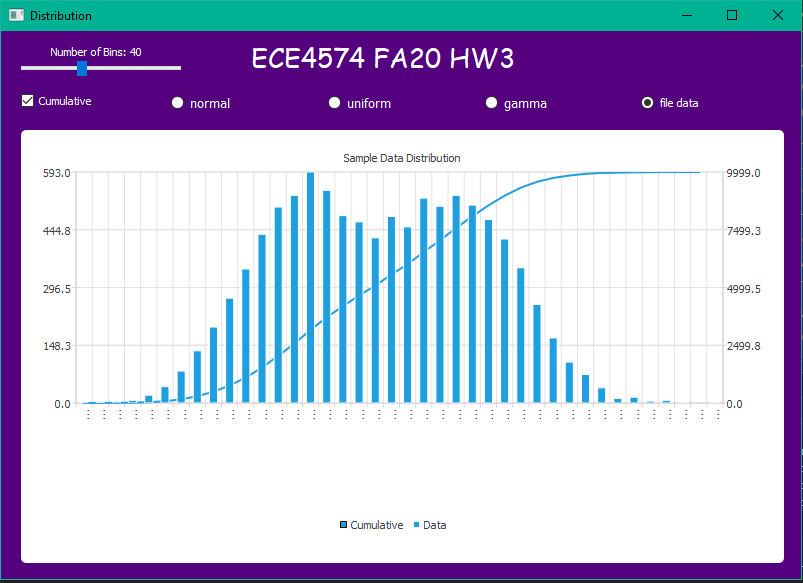 Distribution
Number of Bins: 40
ECE4574 FA20 HW3
Cumulative
normal
uniform
gamma
file data
Sample Data Distribution
593.0
9999.0
444.8
7499.3
296.5
4999.5
148.3
2499.8
0.0
0.0
Cumulative
Data